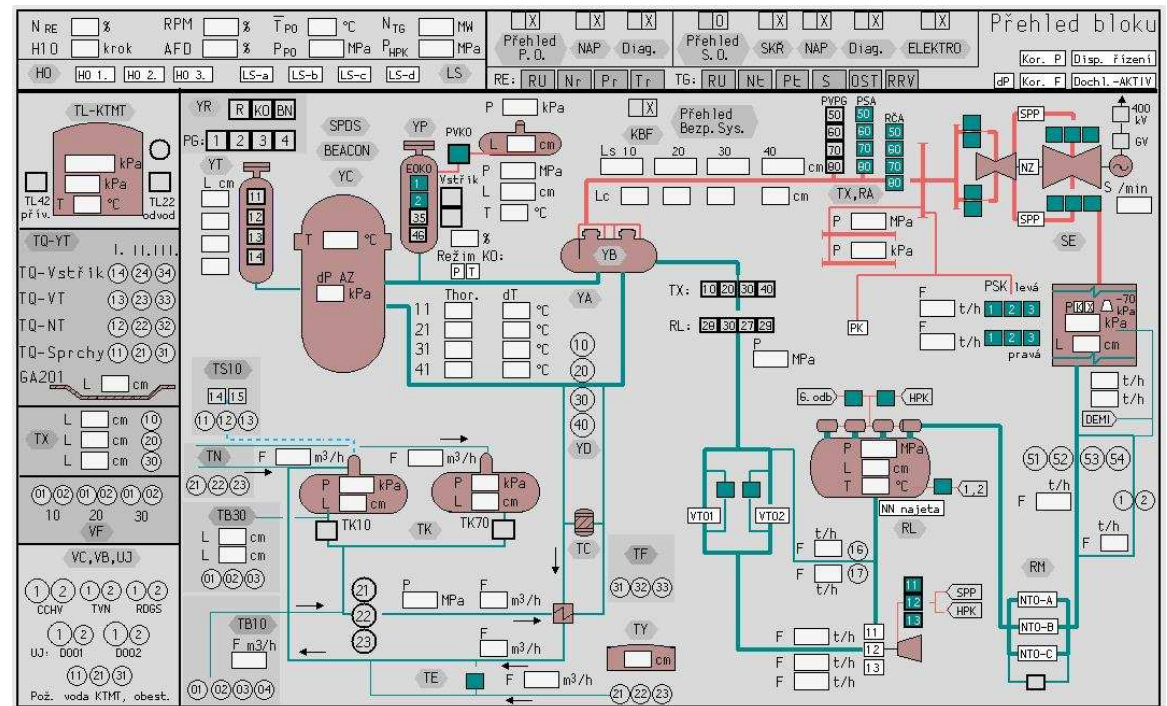 N RE % RPM % T PO °C N TG MW
H10 krok AFD % P PO MPa P HPK MPa
HO HO 1. HO 2. HO 3. LS-a LS-b LS-c LS-d LS
X X X O X X X X
Přehled P.O. NAP Diag. Přehled S.O. SKŘ NAP Diag. ELEKTRO
RE: RU Nr Pr Tr TG: RU Nt Pt S OST RRV
Přehled bloku
Kor. P Disp. řízení
dP Kor. F Dochl.-AKTIV
TL-KTMT
kPa
kPa
T °C
TL42 přív.
TL22 odvod
TQ-YT
I. II. III.
TQ-Vstřik 14 24 34
TQ-VT 13 23 33
TQ-NT 12 22 32
TQ-Sprchy 11 21 31
GA201 L cm
L cm 10
TX L cm 20
L cm 30
01 02 01 02 01 02
10 20 30
VF
VC,VB,UJ
1 2 1 2 1 2
CCHV TVN RDGS
1 2 1 2
UJ: DO01 DO02
11 21 31
Pož. voda KTMT, obest.
YR R KO BN
PG: 1 2 3 4
YT
L cm
11
12
13
14
SPDS
BEACON
YC
T °C
dP AZ
kPa
YP
PVKO
EOKO
1
2
35
46
Vstřik
%
Režim KO:
P T
P kPa
L cm
P MPa
L cm
T °C
X
KBF
Přehled
Bezp. Sys.
Ls 10 20 30 40 cm
Lc cm
PVPG PSA RČA
50 50 50
60 60 60
70 70 70
80 80 80
TX,RA
P MPa
P kPa
YB
YA
Thor. dT
11 °C
21 °C
31 °C
41 °C
10
20
30
40
YD
TX: 10 20 30 40
RL: 28 30 27 29
P MPa
PK
SPP
NZ
SPP
SE
400 kV
GV
S /min
PSK levá
F t/h 1 2 3
F t/h 1 2 3
pravá
P K X -70 kPa
kPa
L cm
t/h
t/h
DEMI
51 52 53 54
F t/h
1 2
t/h
F
RM
NTO-A
NTO-B
NTO-C
6. odb HPK
P MPa
L cm
T °C
1,2
NN najeta
RL
VTO1 VTO2
F t/h 16
F t/h 17
11
12
13
SPP
HPK
F t/h 11
F t/h 12
F t/h 13
TS10
14 15
11 12 13
TN
F m3/h F m3/h
21 22 23
P kPa
L cm
P kPa
L cm
TK10 TK TK70
TB30
L cm
L cm
01 02 03
TC
TF
31 32 33
21
22
23
P MPa F m3/h
TB10
F m3/h
01 02 03 04
F m3/h
TE F m3/h
TY
cm
21 22 23